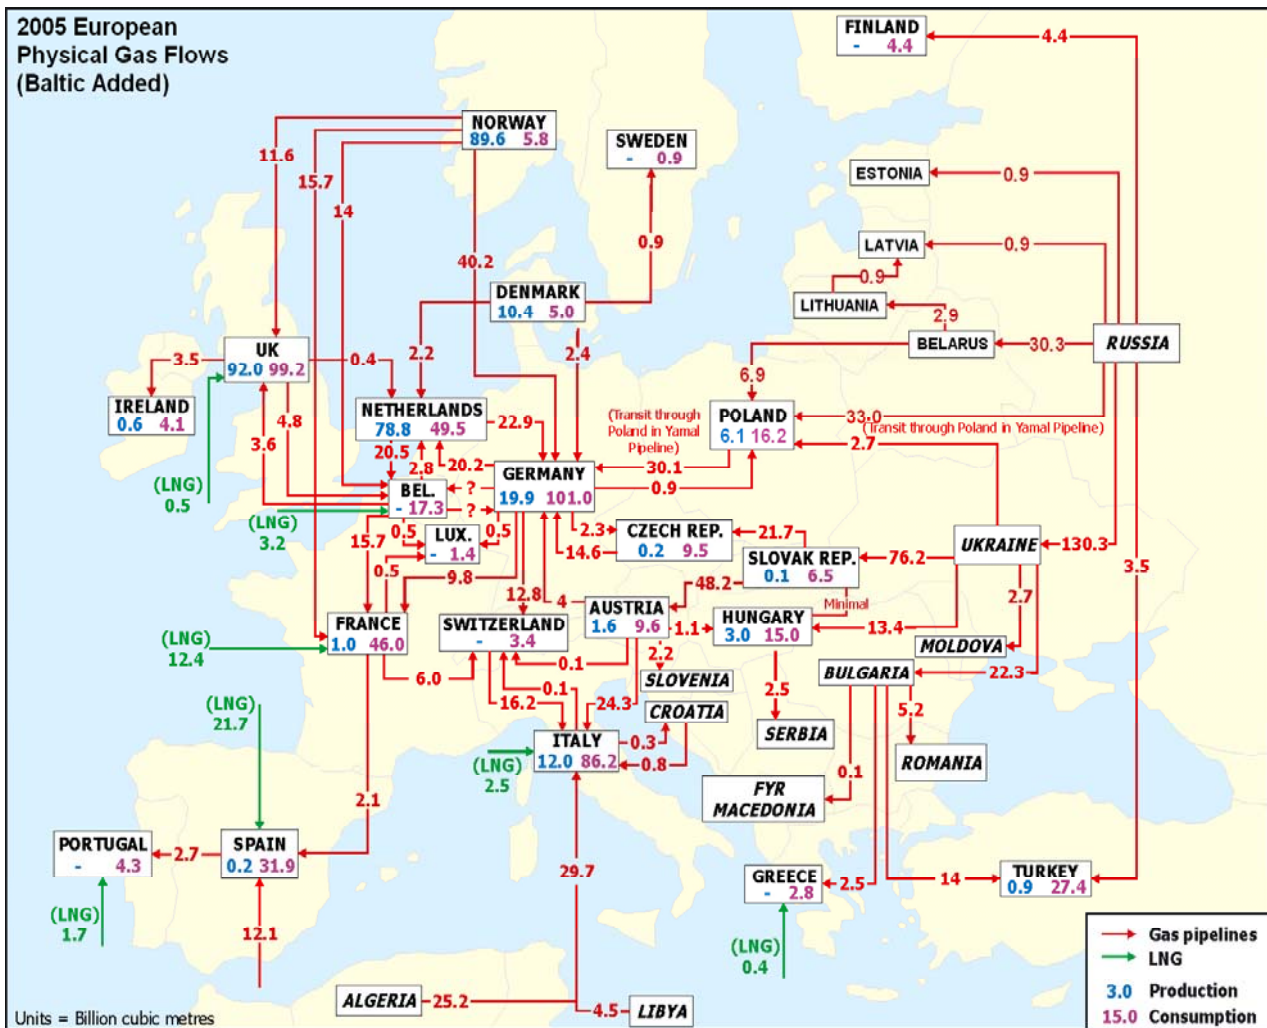 2005 European
Physical Gas Flows
(Baltic Added)
FINLAND
- 4.4
4.4
NORWAY
89.6 5.8
SWEDEN
- 0.9
11.6
15.7
14
ESTONIA
0.9
40.2
0.9
LATVIA
0.9
0.9
DENMARK
10.4 5.0
LITHUANIA
2.9
BELARUS
30.3
RUSSIA
UK
92.0 99.2
3.5
0.4
2.2
2.4
6.9
IRELAND
0.6 4.1
NETHERLANDS
78.8 49.5
22.9
(Transit through
Poland in Yamal
Pipeline)
POLAND
6.1 16.2
33.0
(Transit through Poland in Yamal Pipeline)
2.7
4.8
3.6
20.5
2.8
20.2
GERMANY
19.9 101.0
30.1
0.9
(LNG)
0.5
BEL.
- 17.3
?
?
(LNG)
3.2
15.7
0.5
LUX.
- 1.4
0.5
2.3
14.6
CZECH REP.
0.2 9.5
21.7
SLOVAK REP.
0.1 6.5
76.2
UKRAINE
130.3
3.5
0.5
9.8
12.8
4
48.2
Minimal
2.7
FRANCE
1.0 46.0
SWITZERLAND
- 3.4
AUSTRIA
1.6 9.6
1.1
HUNGARY
3.0 15.0
13.4
MOLDOVA
(LNG)
12.4
6.0
0.1
2.2
SLOVENIA
BULGARIA
22.3
0.1
16.2
24.3
2.5
5.2
(LNG)
21.7
CROATIA
SERBIA
ITALY
12.0 86.2
0.3
0.8
ROMANIA
(LNG)
2.5
0.1
FYR
MACEDONIA
2.1
PORTUGAL
- 4.3
2.7
SPAIN
0.2 31.9
29.7
GREECE
- 2.8
2.5
14
TURKEY
0.9 27.4
(LNG)
1.7
12.1
(LNG)
0.4
ALGERIA
25.2
4.5
LIBYA
Gas pipelines
LNG
3.0 Production
15.0 Consumption
Units = Billion cubic metres